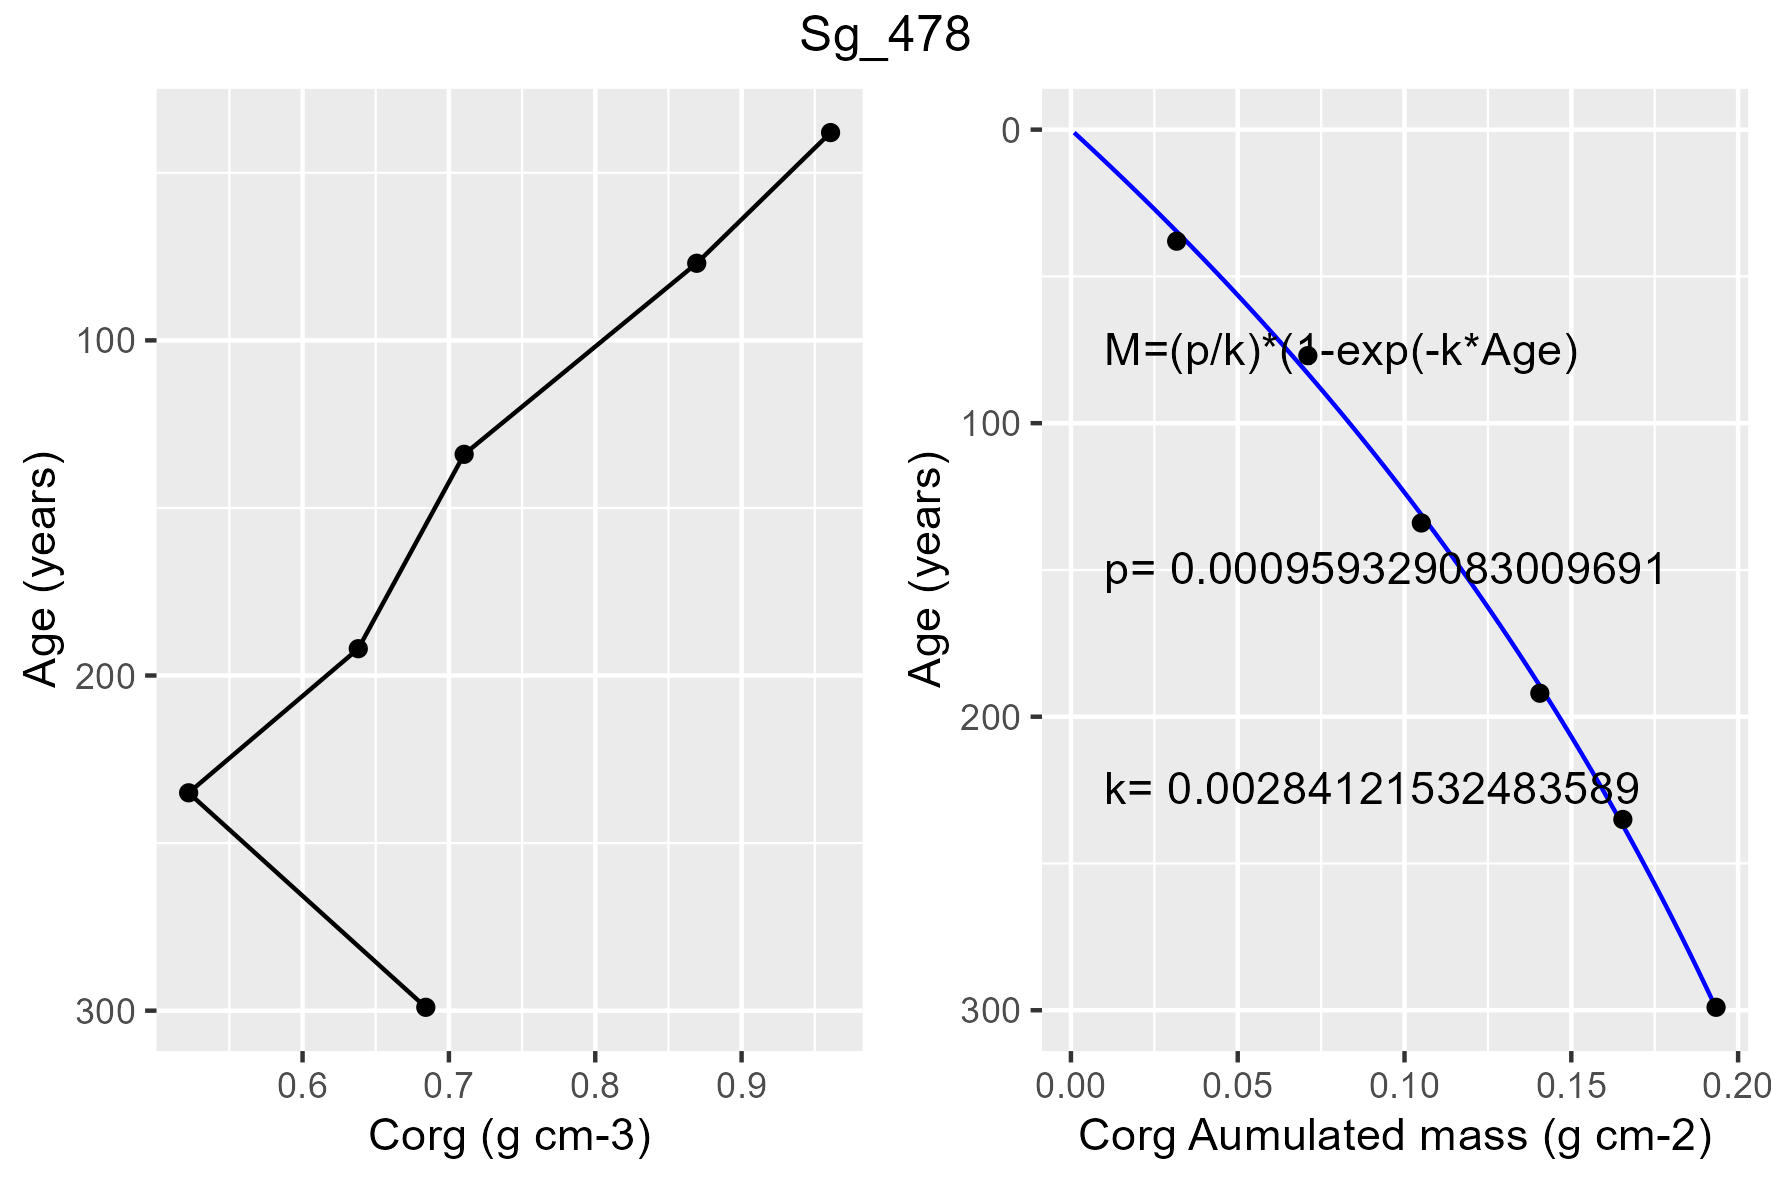 Sg_478
Age (years)
100
200
300
0.6
0.7
0.8
0.9
Corg (g cm-3)
Age (years)
0
100
200
300
M=(p/k)*(1-exp(-k*Age)
p= 0.000959329083009691
k= 0.00284121532483589
0.00
0.05
0.10
0.15
0.20
Corg Aumulated mass (g cm-2)